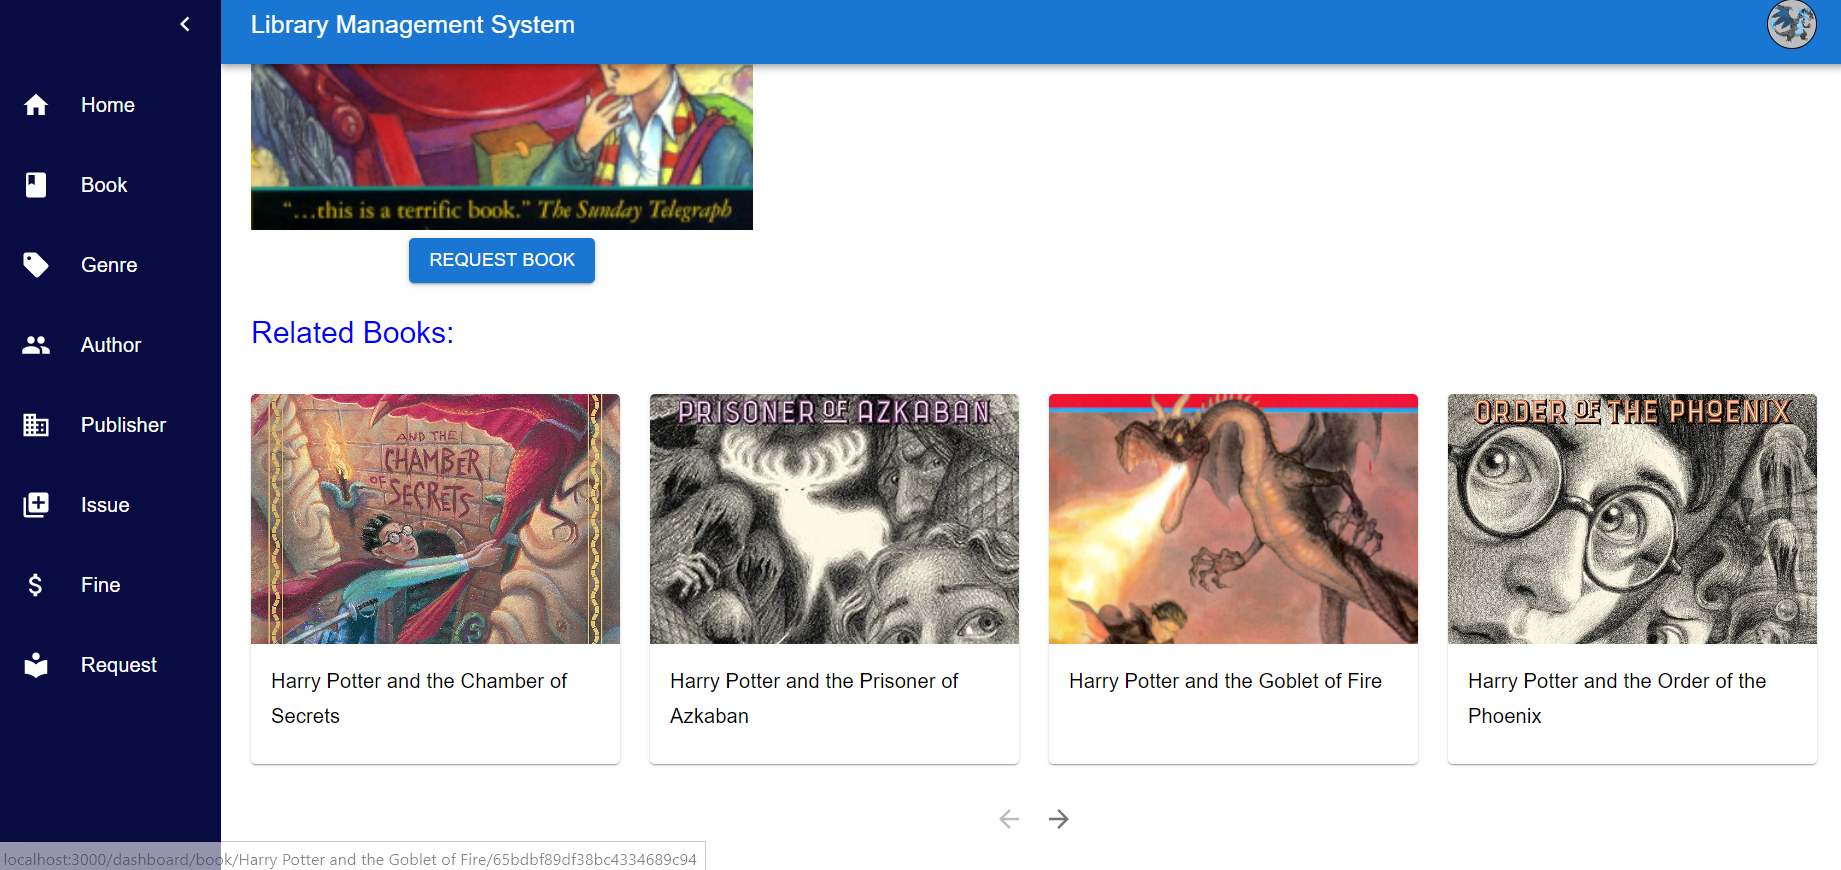 Library Management System
Home
Book
Genre
Author
Publisher
Issue
Fine
Request
“...this is a terrific book.” The Sunday Telegraph
REQUEST BOOK
Related Books:
AND THE
CHAMBER
OF
SECRETS
PRISONER OF AZKABAN
ORDER OF THE PHOENIX
Harry Potter and the Chamber of
Secrets
Harry Potter and the Prisoner of
Azkaban
Harry Potter and the Goblet of Fire
Harry Potter and the Order of the
Phoenix
localhost:3000/dashboard/book/Harry Potter and the Goblet of Fire/65bdbf89df38bc4334689c94